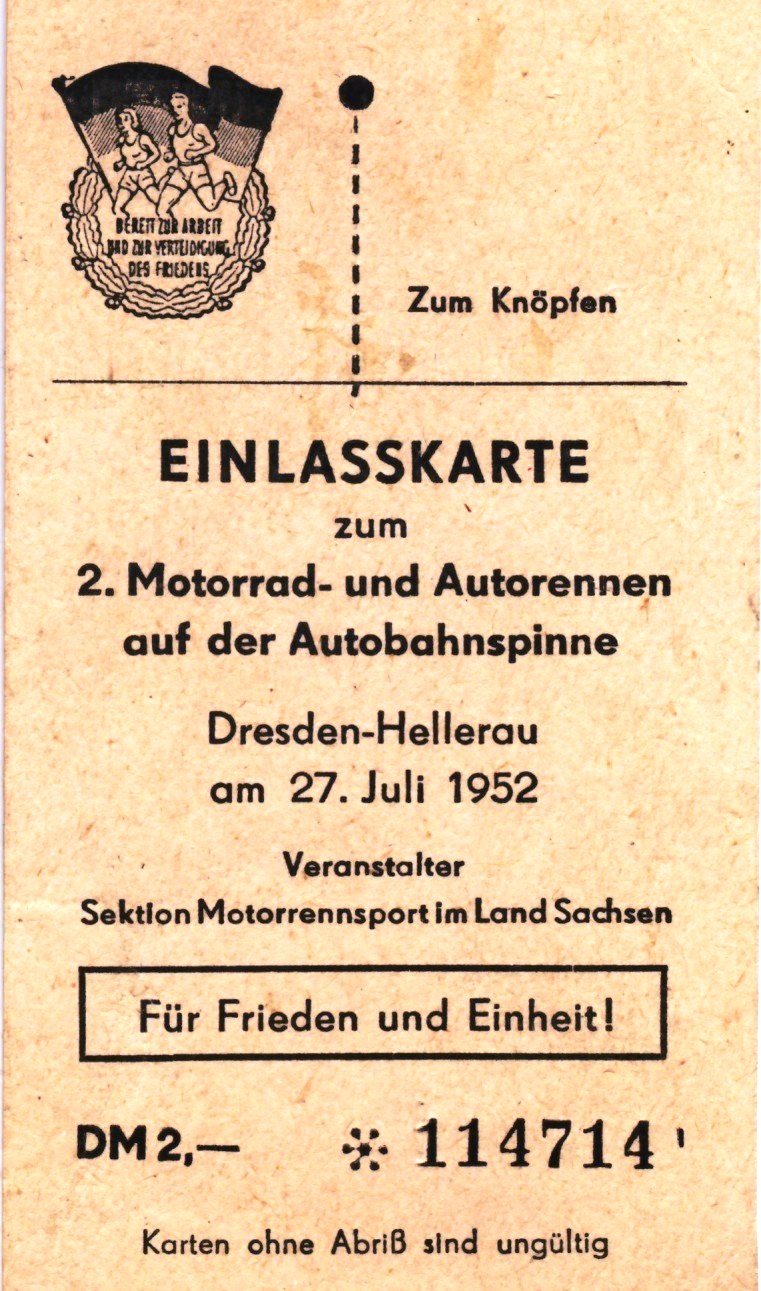 BEREIT ZUR ARBEIT
UND ZUR VERTEIDIGUNG
DES FRIEDENS
Zum Knöpfen
EINLASSKARTE
zum
2. Motorrad- und Autorennen
auf der Autobahnspinne
Dresden-Hellerau
am 27. Juli 1952
Veranstalter
Sektion Motorrennsport im Land Sachsen
Für Frieden und Einheit!
DM 2,— * 114714
Karten ohne Abriß sind ungültig